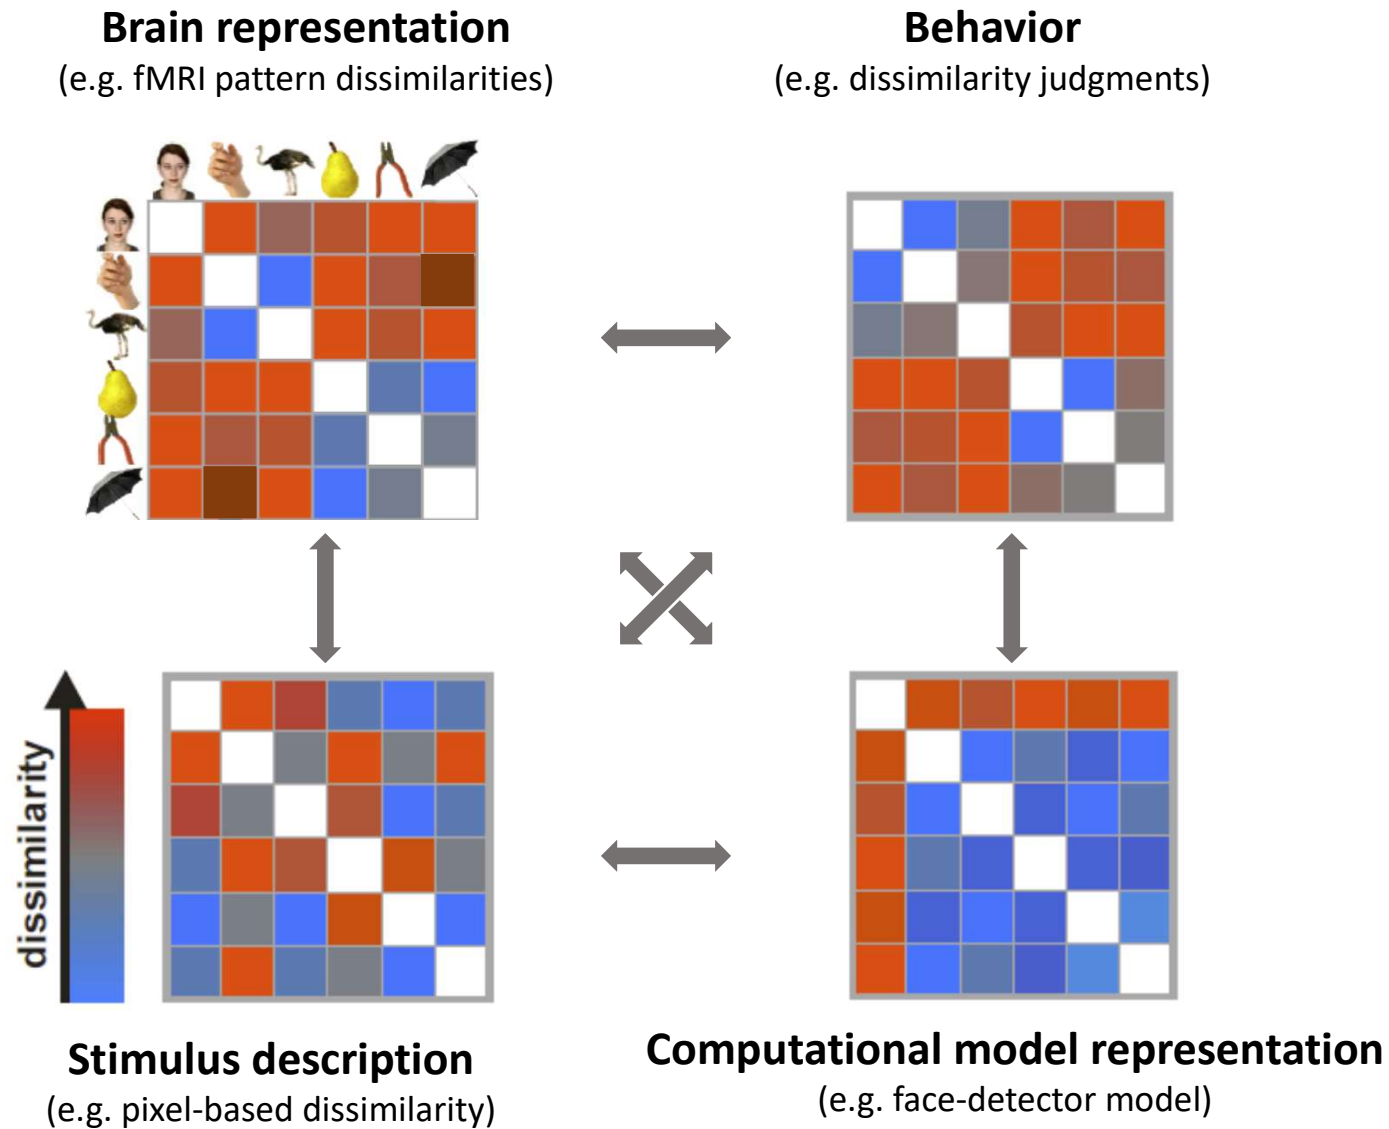 Brain representation
(e.g. fMRI pattern dissimilarities)
Behavior
(e.g. dissimilarity judgments)
dissimilarity
Stimulus description
(e.g. pixel-based dissimilarity)
Computational model representation
(e.g. face-detector model)